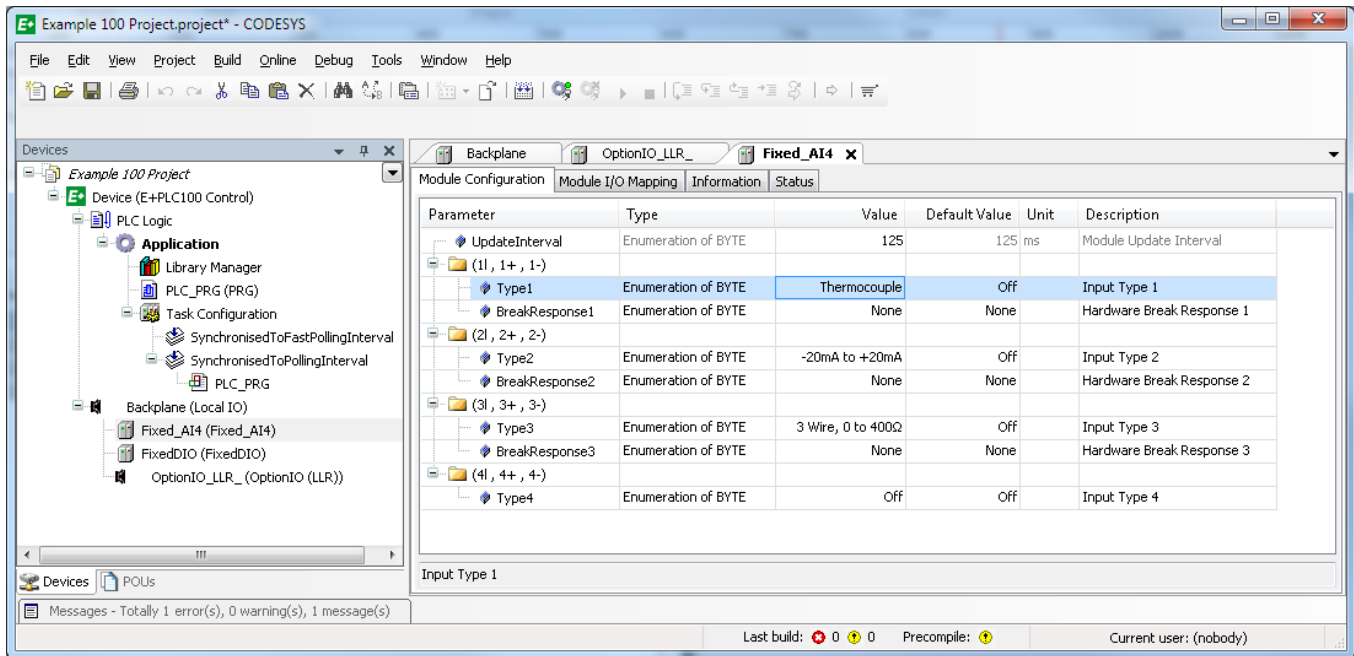 Example 100 Project.project* - CODESYS
File Edit View Project Build Online Debug Tools Window Help
Devices
Example 100 Project
Device (E+PLC100 Control)
PLC Logic
Application
Library Manager
PLC_PRG (PRG)
Task Configuration
SynchronisedToFastPollingInterval
SynchronisedToPollingInterval
PLC_PRG
Backplane (Local IO)
Fixed_AI4 (Fixed_AI4)
FixedDIO (FixedDIO)
OptionIO_LLR_ (OptionIO (LLR))
Devices POUs
Backplane OptionIO_LLR_ Fixed_AI4 x
Module Configuration Module I/O Mapping Information Status
Parameter Type Value Default Value Unit Description
UpdateInterval Enumeration of BYTE 125 125 ms Module Update Interval
(1I , 1+ , 1-)
Type1 Enumeration of BYTE Thermocouple Off Input Type 1
BreakResponse1 Enumeration of BYTE None None Hardware Break Response 1
(2I , 2+ , 2-)
Type2 Enumeration of BYTE -20mA to +20mA Off Input Type 2
BreakResponse2 Enumeration of BYTE None None Hardware Break Response 2
(3I , 3+ , 3-)
Type3 Enumeration of BYTE 3 Wire, 0 to 400Ω Off Input Type 3
BreakResponse3 Enumeration of BYTE None None Hardware Break Response 3
(4I , 4+ , 4-)
Type4 Enumeration of BYTE Off Off Input Type 4
Input Type 1
Messages - Totally 1 error(s), 0 warning(s), 1 message(s)
Last build: 0 0 Precompile: Current user: (nobody)